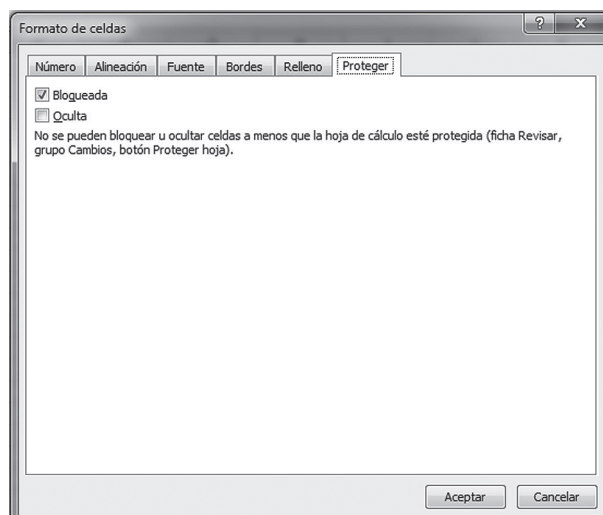 Formato de celdas
Número Alineación Fuente Bordes Relleno Proteger
Bloqueada
Oculta
No se pueden bloquear u ocultar celdas a menos que la hoja de cálculo esté protegida (ficha Revisar,
grupo Cambios, botón Proteger hoja).
Aceptar Cancelar